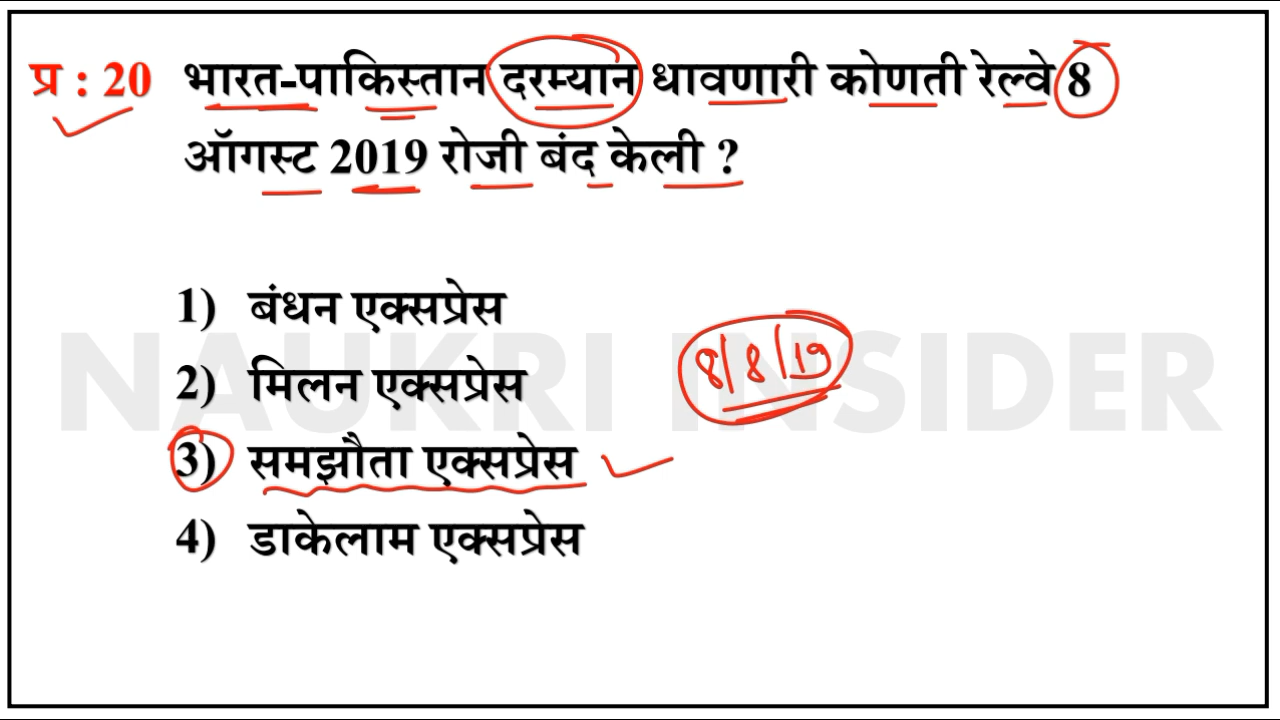 प्र : 20 भारत-पाकिस्तान दरम्यान धावणारी कोणती रेल्वे 8
ऑगस्ट 2019 रोजी बंद केली ?
1) बंधन एक्सप्रेस
2) मिलन एक्सप्रेस
8/8/19
3) समझौता एक्सप्रेस
4) डाकेलाम एक्सप्रेस
NAUKRI INSIDER